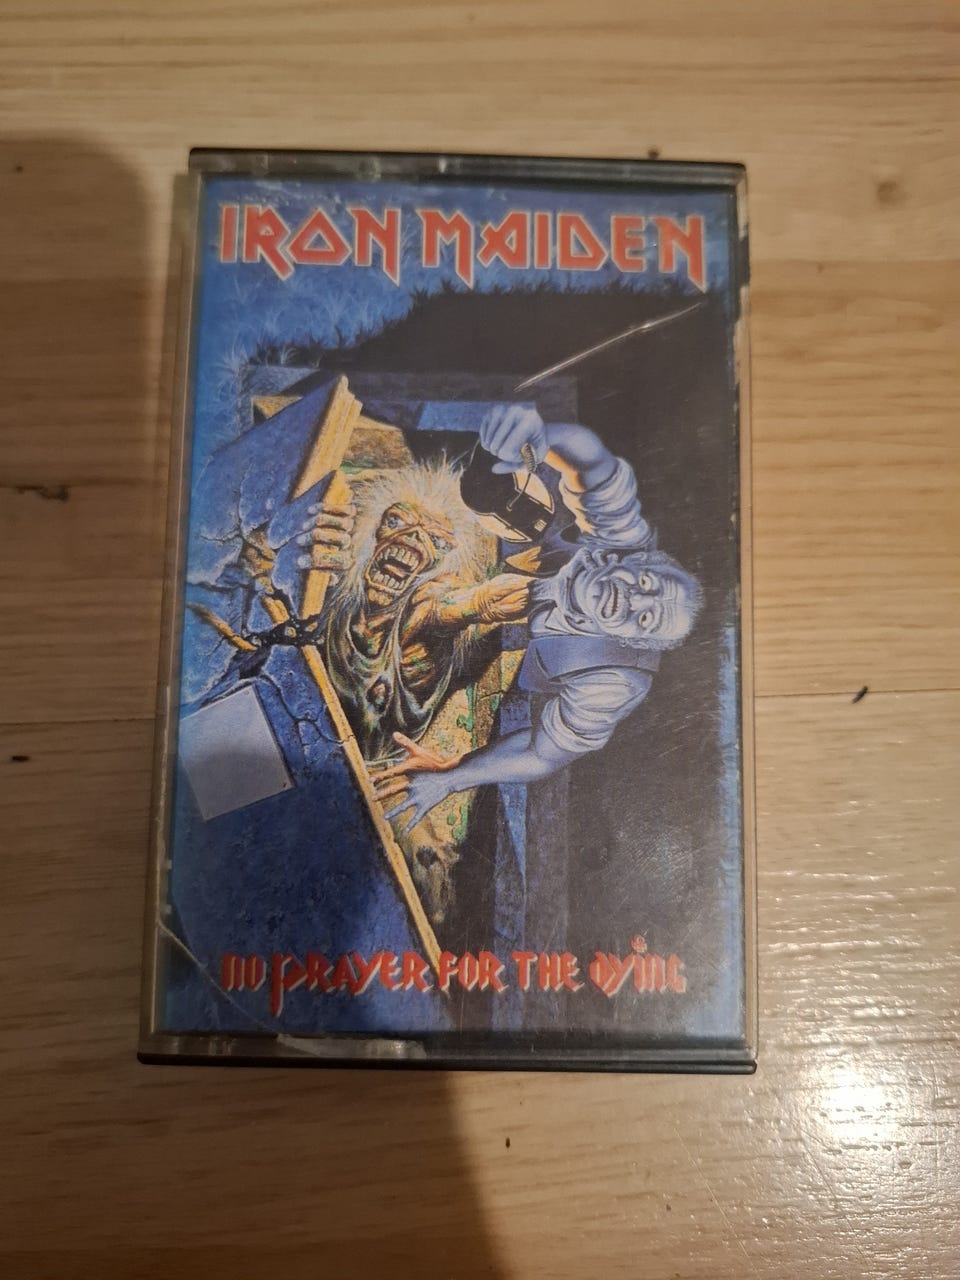 IRON MAIDEN
NO PRAYER FOR THE DYING